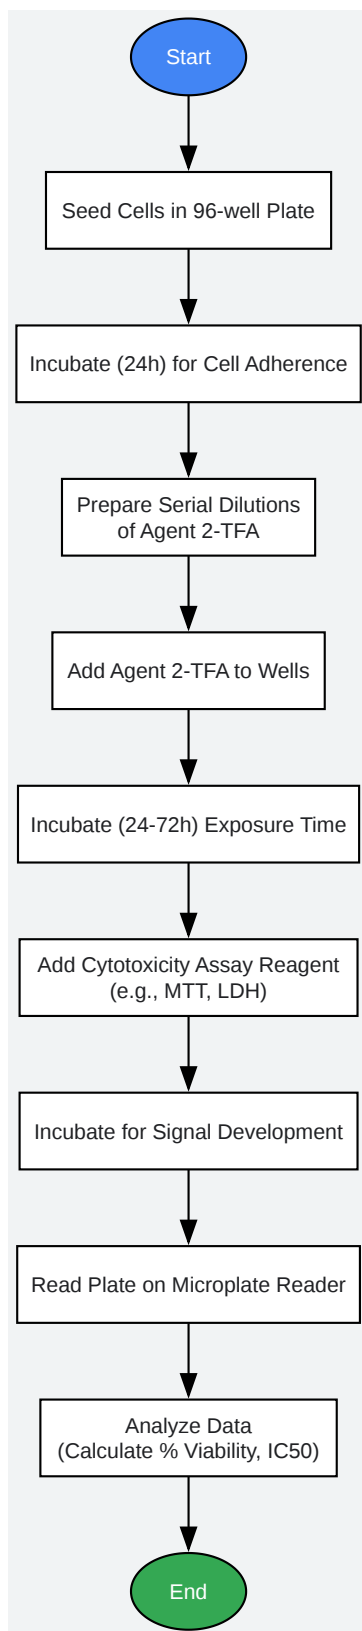 Start
Seed Cells in 96-well Plate
Incubate (24h) for Cell Adherence
Prepare Serial Dilutions
of Agent 2-TFA
Add Agent 2-TFA to Wells
Incubate (24-72h) Exposure Time
Add Cytotoxicity Assay Reagent
(e.g., MTT, LDH)
Incubate for Signal Development
Read Plate on Microplate Reader
Analyze Data
(Calculate % Viability, IC50)
End